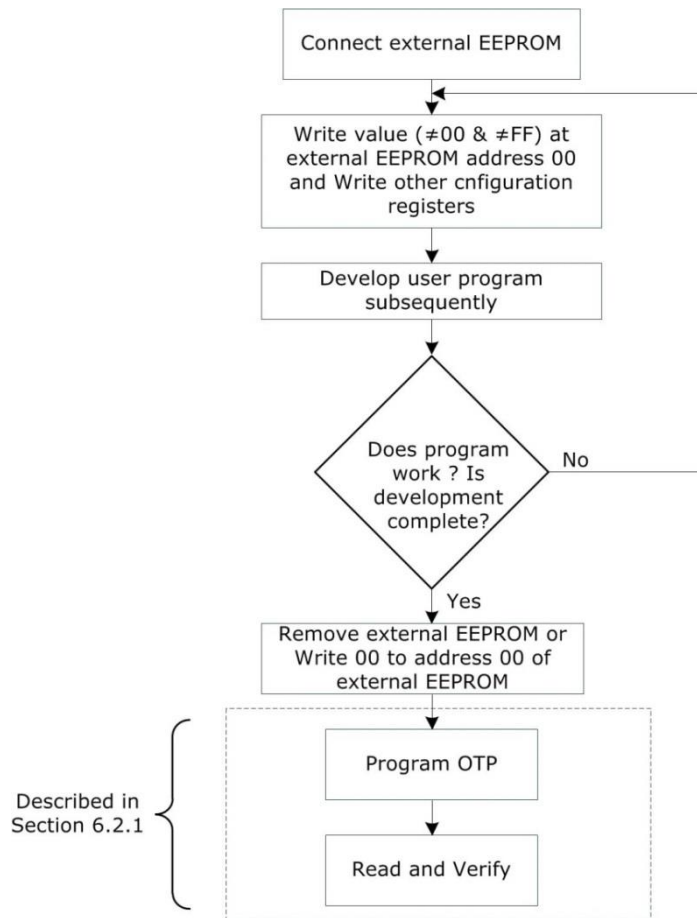 Connect external EEPROM
Write value (≠00 & ≠FF) at
external EEPROM address 00
and Write other cnfiguration
registers
Develop user program
subsequently
Does program
work ? Is
development
complete?
No
Yes
Remove external EEPROM or
Write 00 to address 00 of
external EEPROM
Program OTP
Described in
Section 6.2.1
Read and Verify